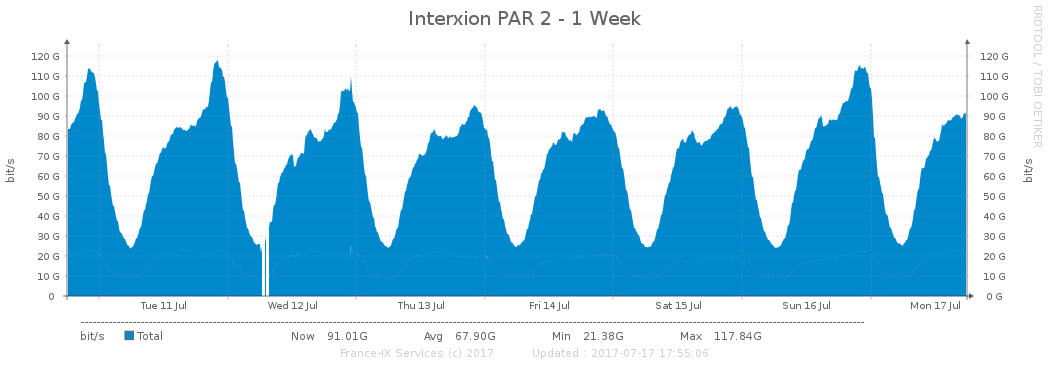 Interxion PAR 2 - 1 Week
RRDTOOL / TOBI OETIKER
bit/s
120 G 120 G
110 G 110 G
100 G 100 G
90 G 90 G
80 G 80 G
70 G 70 G
60 G 60 G
50 G 50 G
40 G 40 G
30 G 30 G
20 G 20 G
10 G 10 G
0 0 G
bit/s
Tue 11 Jul Wed 12 Jul Thu 13 Jul Fri 14 Jul Sat 15 Jul Sun 16 Jul Mon 17 Jul
bit/s Total Now 91.01G Avg 67.90G Min 21.38G Max 117.84G
France-IX Services (c) 2017 Updated : 2017-07-17 17:55:06